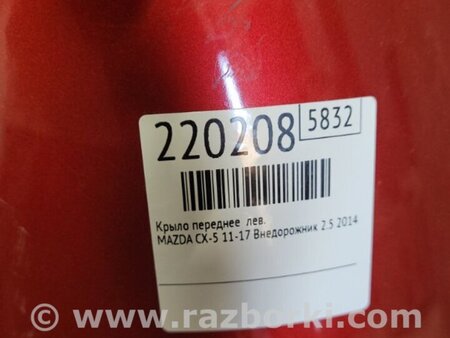 220208 5832
Крыло переднее лев.
MAZDA CX-5 11-17 Внедорожник 2.5 2014
© www.razborki.com